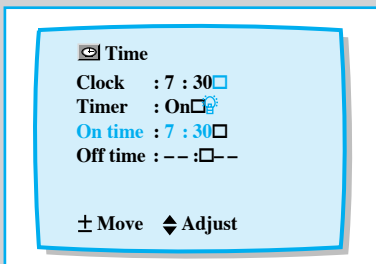 Time
Clock : 7 : 30□
Timer : On□
On time : 7 : 30□
Off time : – – :□– –
± Move ▲▼ Adjust